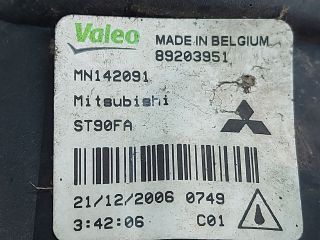 Valeo
MADE IN BELGIUM
89203951
MN142091
Mitsubishi
ST90FA
21/12/2006 0749
3:42:06 C01